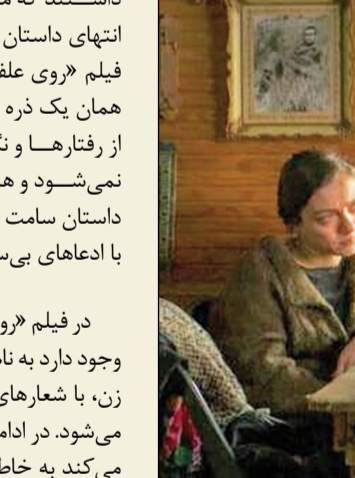 داشـــتند که م
انتهای داستان
فیلم «روی علف
همان یک ذره
از رفتارهـــا و نگ
نمی‌شـــود و هـ
داستان سامت
با ادعاهای بی‌س
در فیلم «رو
وجود دارد به نا
زن، با شعارهای
می‌شود. در ادام
می‌کند به خاط